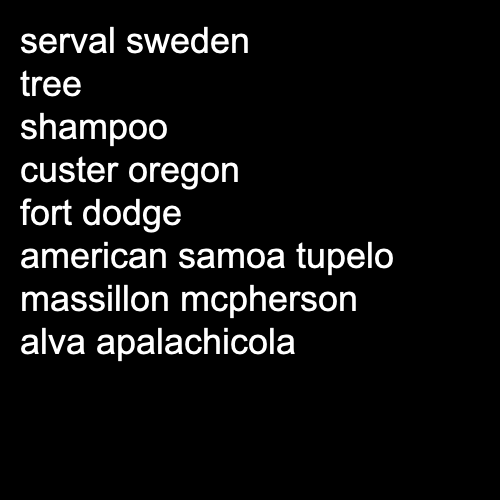 serval sweden
tree
shampoo
custer oregon
fort dodge
american samoa tupelo
massillon mcpherson
alva apalachicola